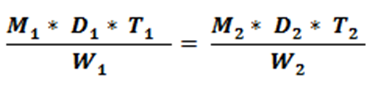 M₁ * D₁ * T₁ / W₁ = M₂ * D₂ * T₂ / W₂